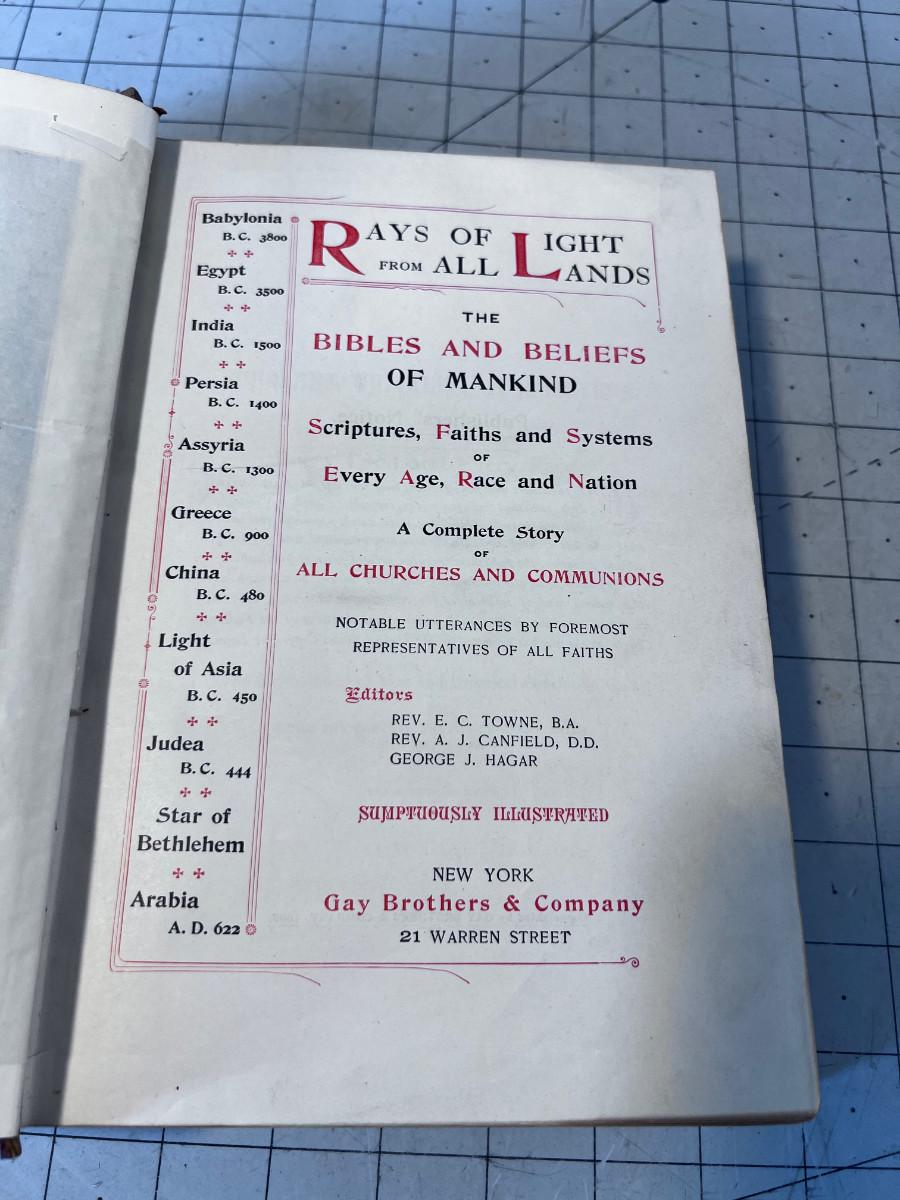 Babylonia
B. C. 3800
Egypt
B. C. 3500
India
B. C. 1500
Persia
B. C. 1400
Assyria
B. C. 1300
Greece
B. C. 900
China
B. C. 480
Light
of Asia
B. C. 450
Judea
B. C. 444
Star of
Bethlehem
Arabia
A. D. 622
RAYS OF LIGHT
FROM ALL LANDS
THE
BIBLES AND BELIEFS
OF MANKIND
Scriptures, Faiths and Systems
OF
Every Age, Race and Nation
A Complete Story
OF
ALL CHURCHES AND COMMUNIONS
NOTABLE UTTERANCES BY FOREMOST
REPRESENTATIVES OF ALL FAITHS
Editors
REV. E. C. TOWNE, B.A.
REV. A. J. CANFIELD, D.D.
GEORGE J. HAGAR
SUMPTUOUSLY ILLUSTRATED
NEW YORK
Gay Brothers & Company
21 WARREN STREET